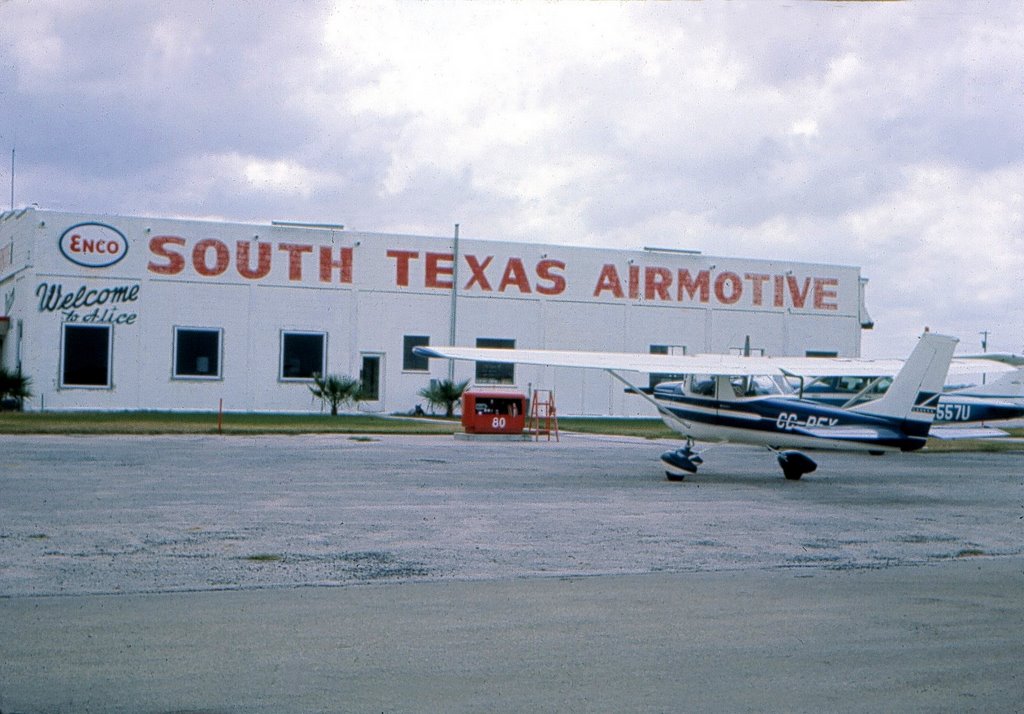 ENCO
SOUTH TEXAS AIRMOTIVE
Welcome
to Alice
80
557U